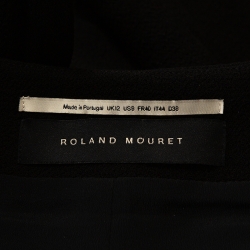 Made in Portugal UK12 US8 FR40 IT44 D38
ROLAND MOURET